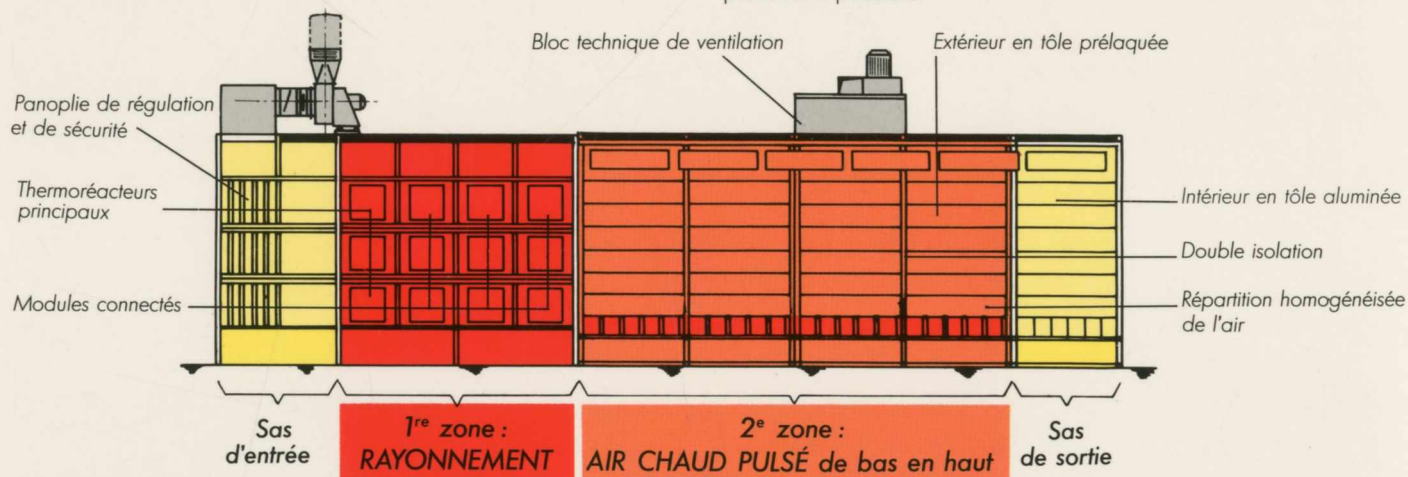 Bloc technique de ventilation
Extérieur en tôle prélaquée
Panoplie de régulation
et de sécurité
Thermoréacteurs
principaux
Modules connectés
Intérieur en tôle aluminée
Double isolation
Répartition homogénéisée
de l'air
Sas
d'entrée
1re zone :
RAYONNEMENT
2e zone :
AIR CHAUD PULSÉ de bas en haut
Sas
de sortie